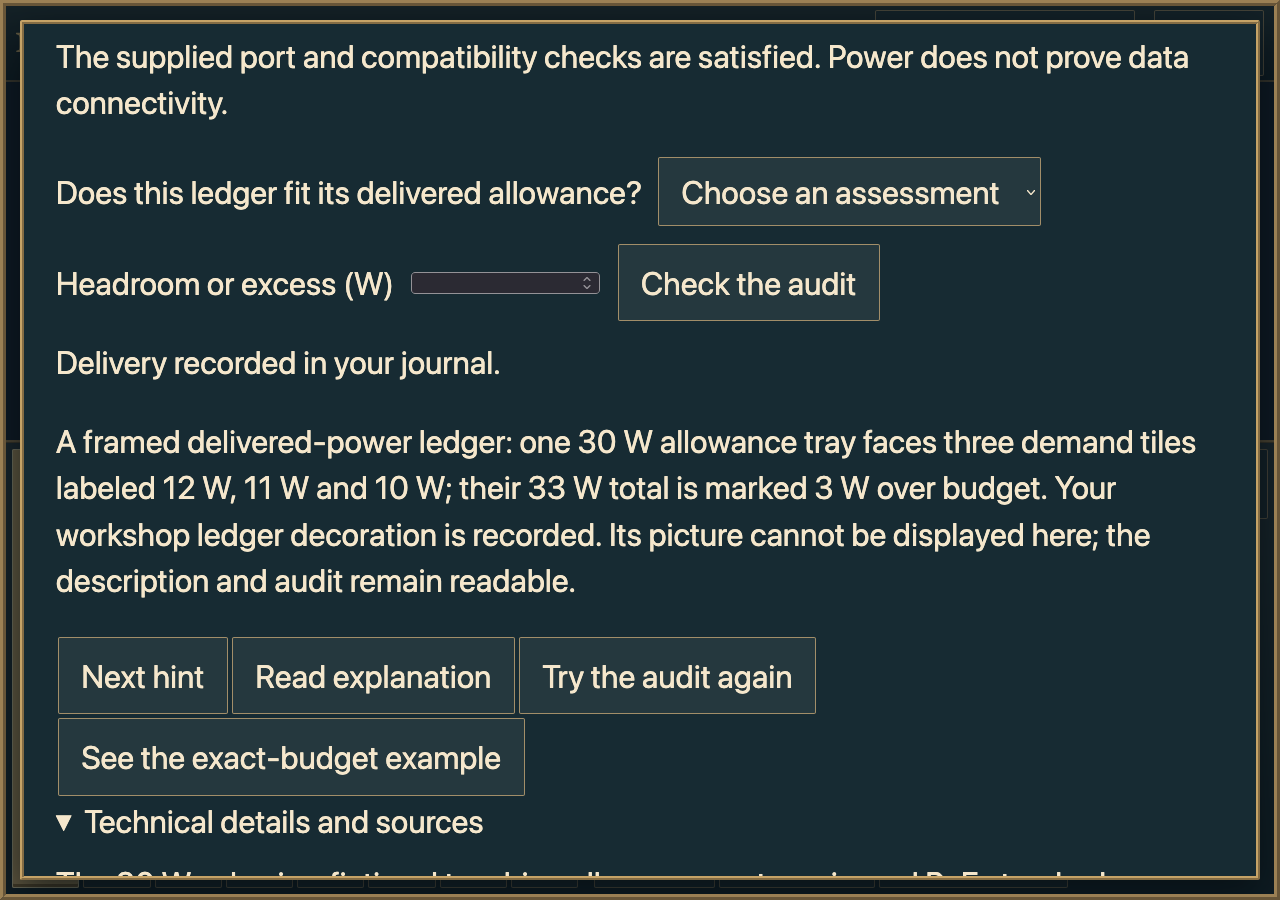 The supplied port and compatibility checks are satisfied. Power does not prove data
connectivity.
Does this ledger fit its delivered allowance? Choose an assessment
Headroom or excess (W) Check the audit
Delivery recorded in your journal.
A framed delivered-power ledger: one 30 W allowance tray faces three demand tiles
labeled 12 W, 11 W and 10 W; their 33 W total is marked 3 W over budget. Your
workshop ledger decoration is recorded. Its picture cannot be displayed here; the
description and audit remain readable.
Next hint Read explanation Try the audit again
See the exact-budget example
▼ Technical details and sources